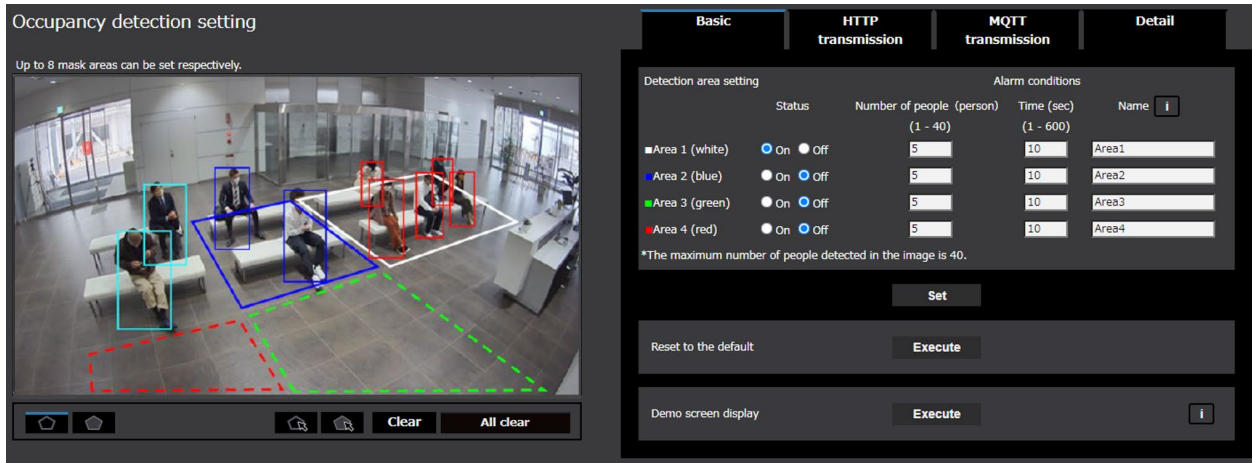 Occupancy detection setting
Up to 8 mask areas can be set respectively.
Clear
All clear
Basic
HTTP
transmission
MQTT
transmission
Detail
Detection area setting
Alarm conditions
Status
Number of people (person)
Time (sec)
Name i
(1 - 40)
(1 - 600)
Area 1 (white) On Off 5 10 Area1
Area 2 (blue) On Off 5 10 Area2
Area 3 (green) On Off 5 10 Area3
Area 4 (red) On Off 5 10 Area4
*The maximum number of people detected in the image is 40.
Set
Reset to the default Execute
Demo screen display Execute i